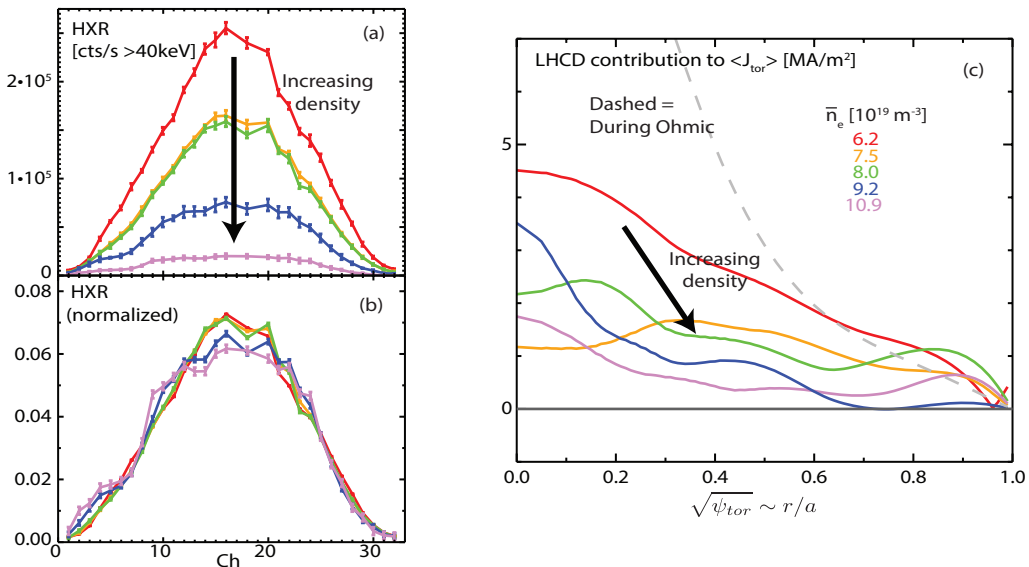 HXR
[cts/s >40keV]
(a)
Increasing
density
2•10⁵
1•10⁵
0
HXR
(normalized)
(b)
0.08
0.06
0.04
0.02
0.00
0
10
20
30
Ch
LHCD contribution to <J_tor> [MA/m²]
(c)
Dashed =
During Ohmic
n̅_e [10¹⁹ m⁻³]
6.2
7.5
8.0
9.2
10.9
Increasing
density
5
0
0.0
0.2
0.4
0.6
0.8
1.0
√ψ_tor ∼ r/a